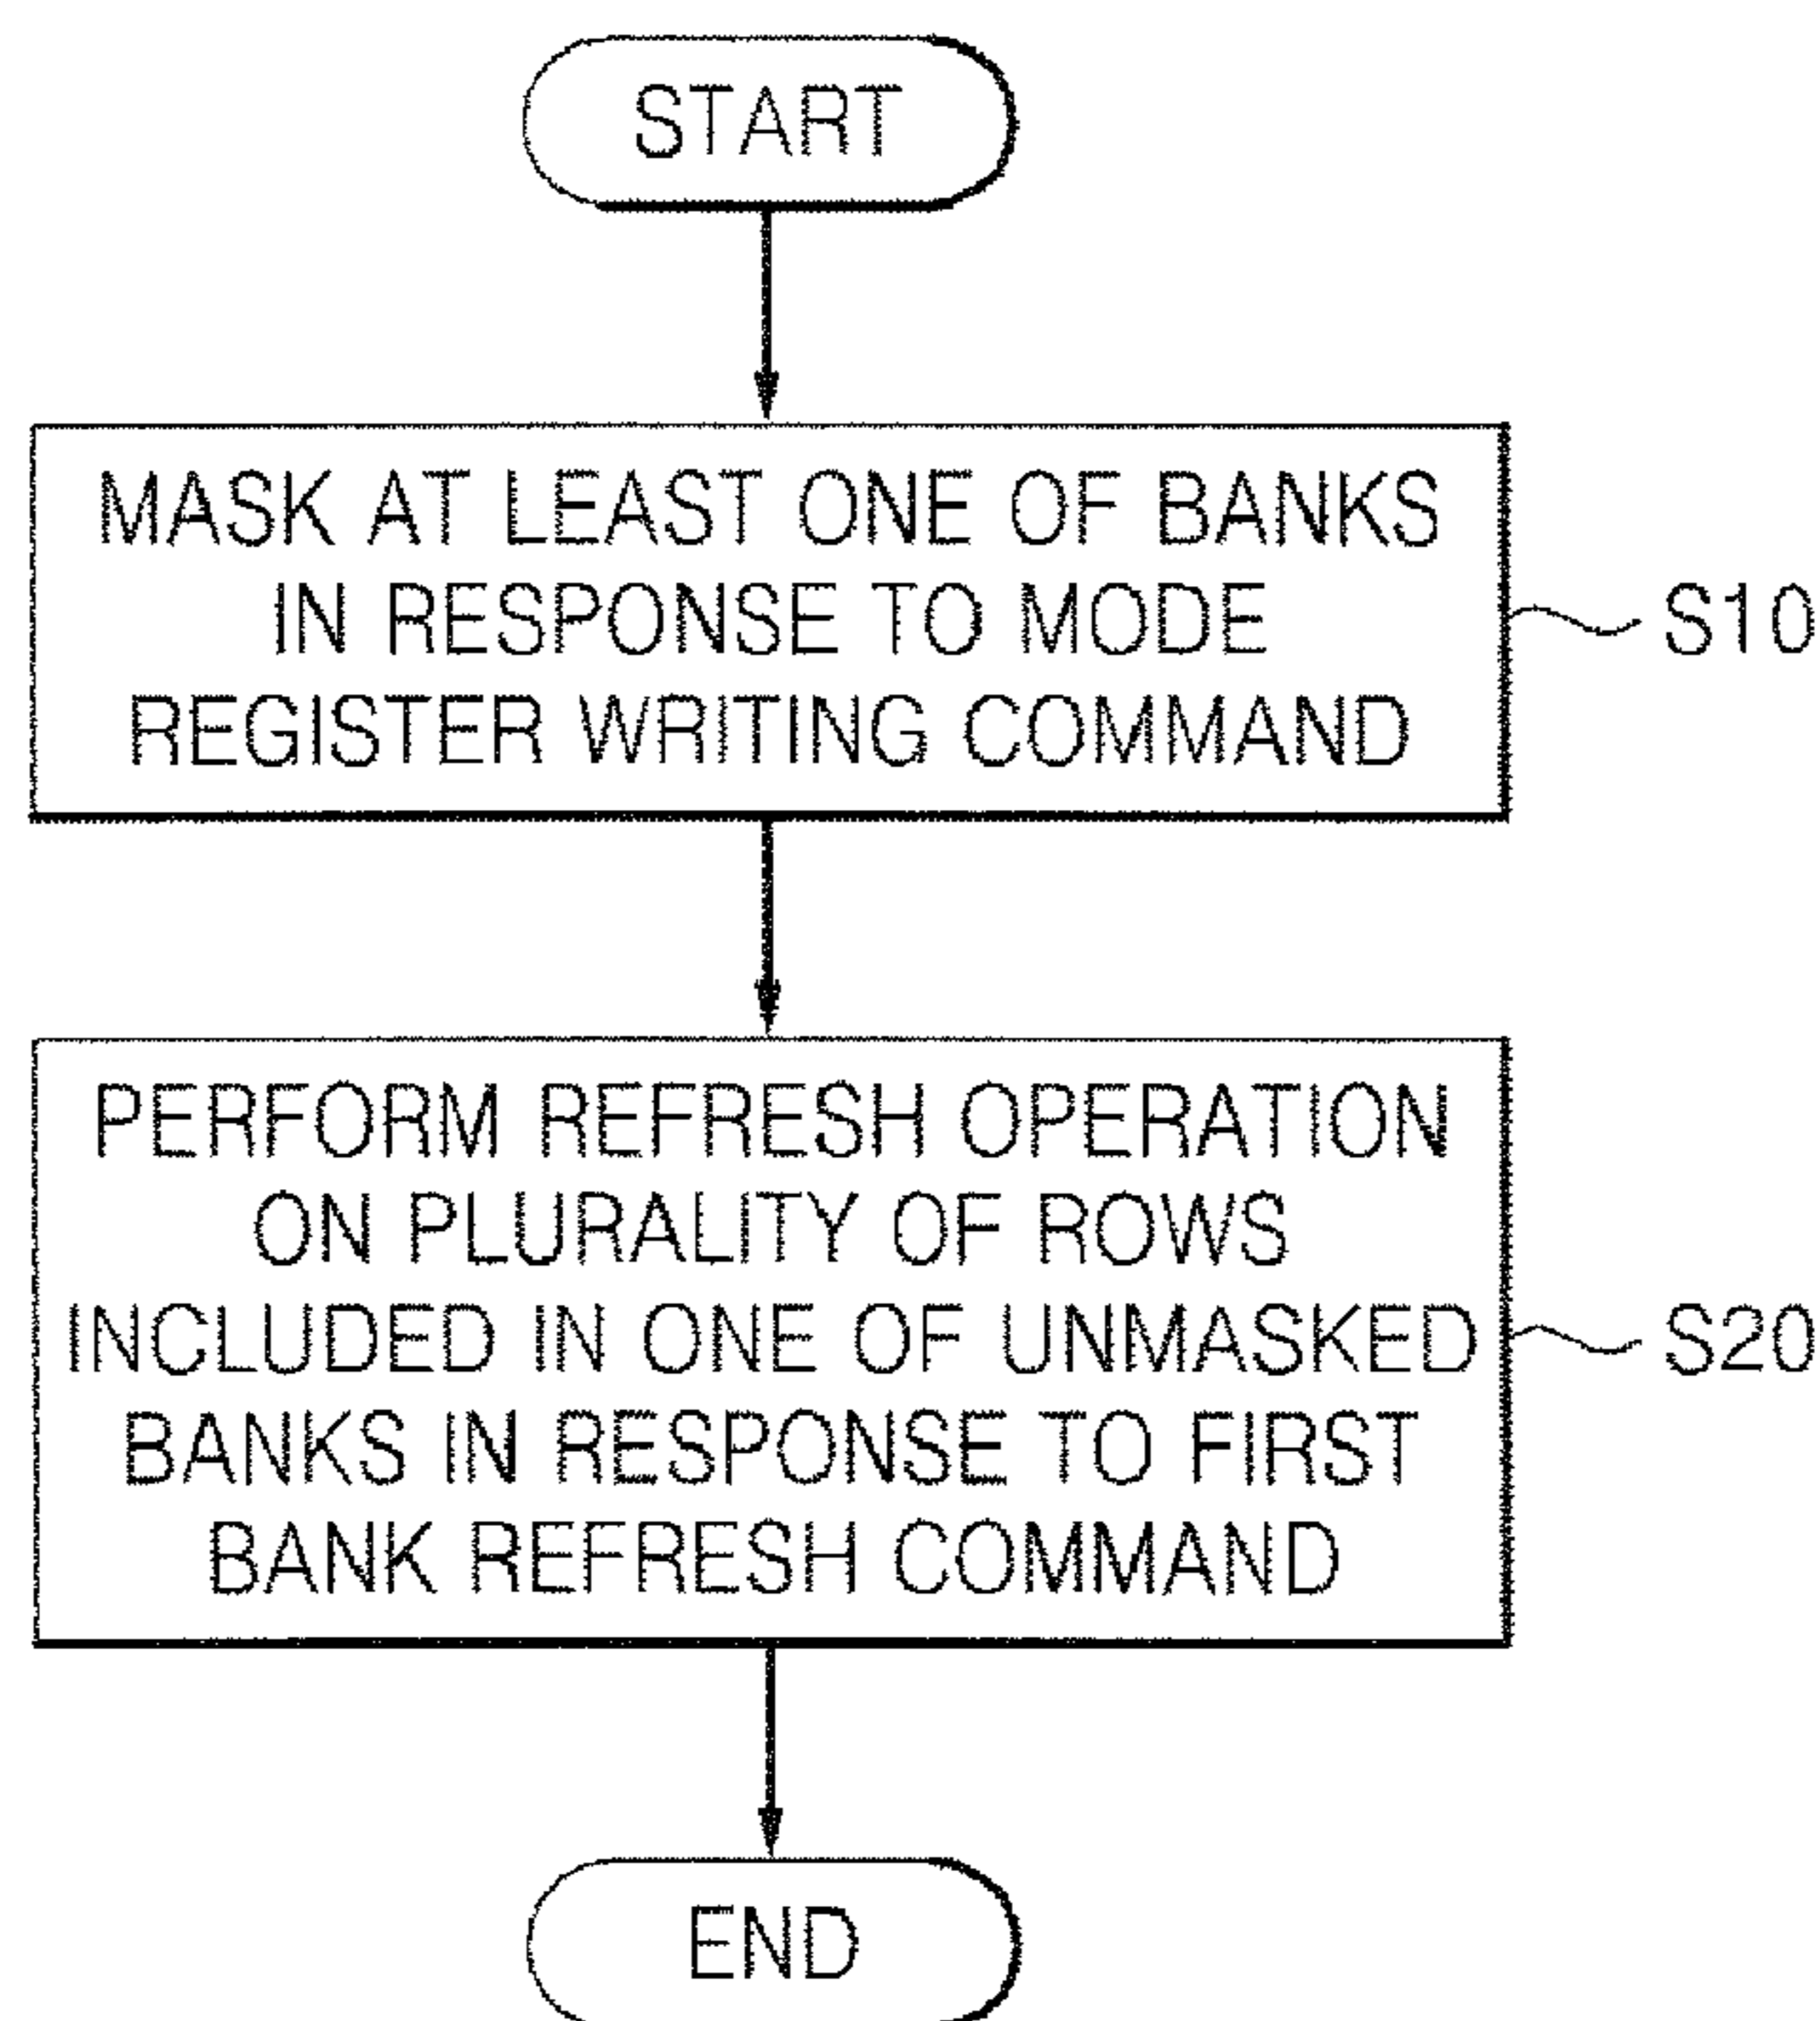 START
MASK AT LEAST ONE OF BANKS
IN RESPONSE TO MODE
REGISTER WRITING COMMAND
S10
PERFORM REFRESH OPERATION
ON PLURALITY OF ROWS
INCLUDED IN ONE OF UNMASKED
BANKS IN RESPONSE TO FIRST
BANK REFRESH COMMAND
S20
END